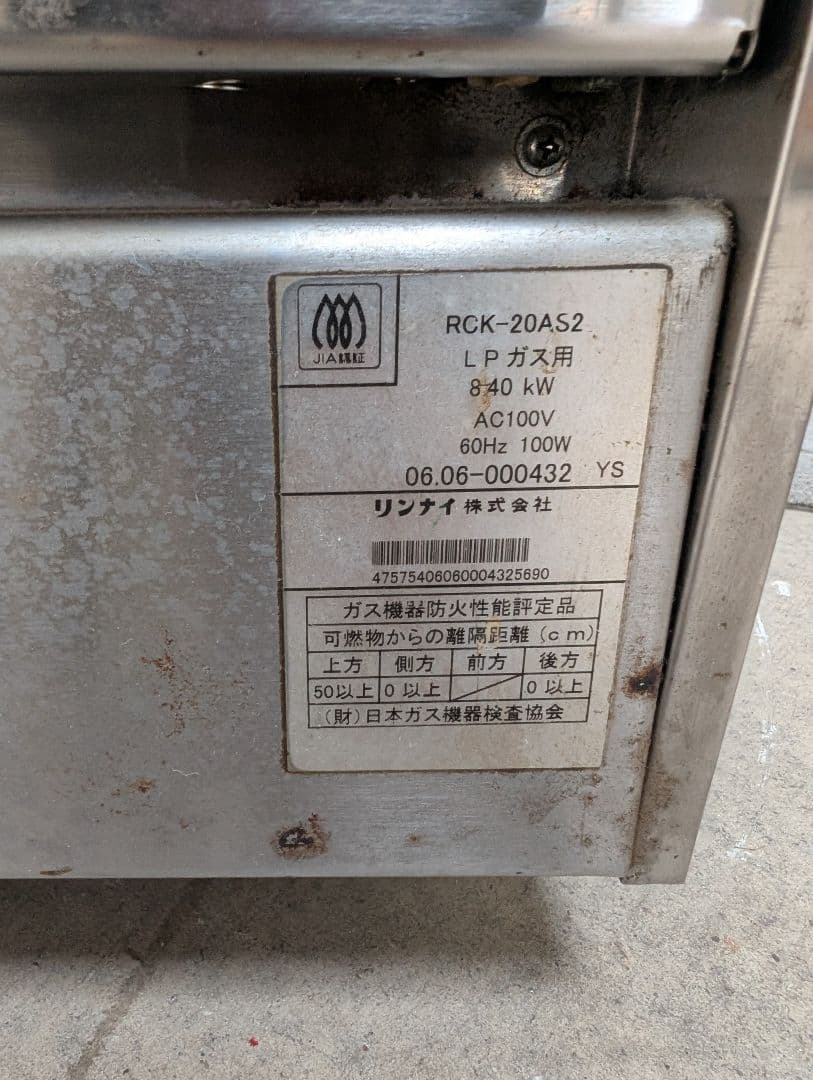 JIA認証
RCK-20AS2
LPガス用
8.40 kW
AC100V
60Hz 100W
06.06-000432 YS
リンナイ株式会社
47575406060004325690
ガス機器防火性能評定品
可燃物からの離隔距離(cm)
上方 側方 前方 後方
50以上 0以上 0以上
(財)日本ガス機器検査協会